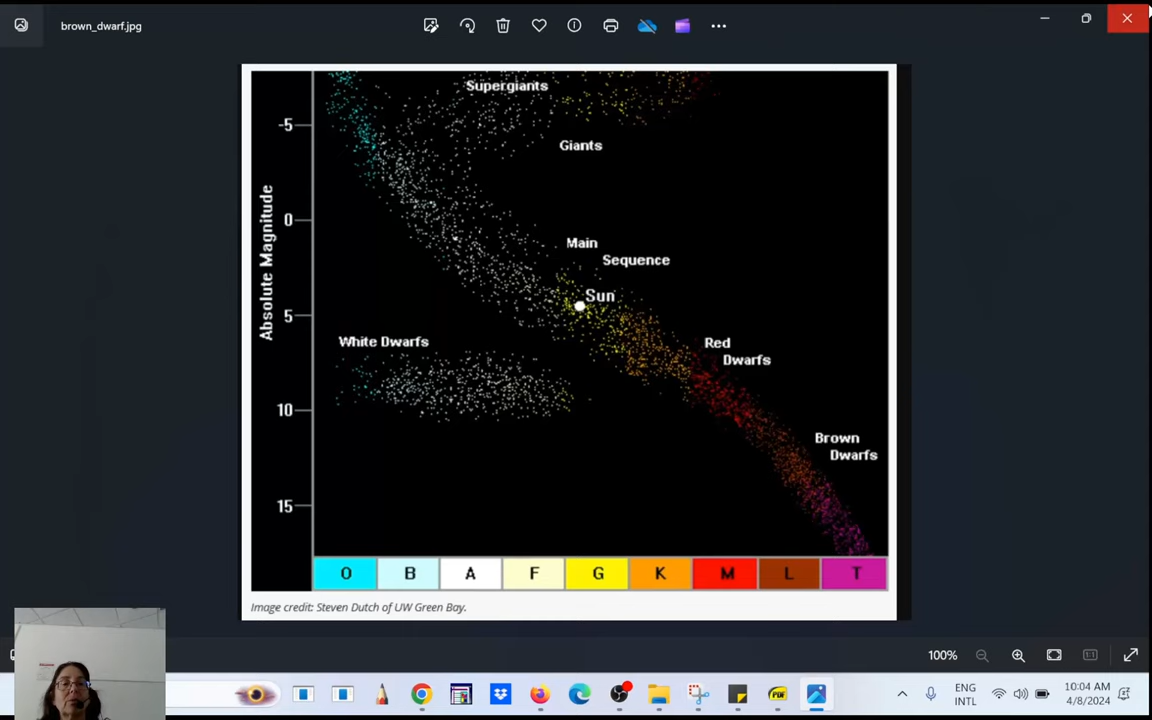 brown_dwarf.jpg
Supergiants
-5
Giants
0
Absolute Magnitude
Main
Sequence
Sun
5
White Dwarfs
Red
Dwarfs
10
Brown
Dwarfs
15
O B A F G K M L T
Image credit: Steven Dutch of UW Green Bay.
100%
ENG
INTL
10:04 AM
4/8/2024